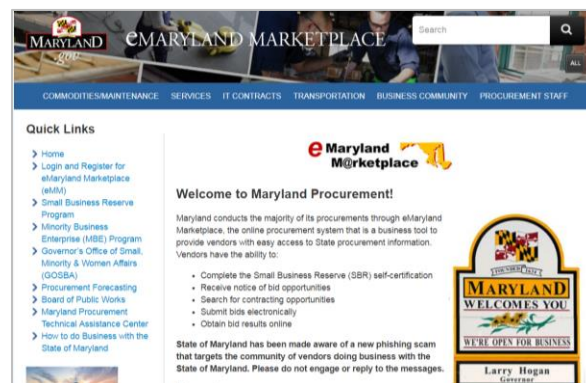 MARYLAND
.gov
eMARYLAND MARKETPLACE
Search
ALL
COMMODITIES/MAINTENANCE SERVICES IT CONTRACTS TRANSPORTATION BUSINESS COMMUNITY PROCUREMENT STAFF
Quick Links
Home
Login and Register for
eMaryland Marketplace
(eMM)
Small Business Reserve
Program
Minority Business
Enterprise (MBE) Program
Governor's Office of Small,
Minority & Women Affairs
(GOSBA)
Procurement Forecasting
Board of Public Works
Maryland Procurement
Technical Assistance Center
How to do Business with the
State of Maryland
e Maryland
M@rketplace
Welcome to Maryland Procurement!
Maryland conducts the majority of its procurements through eMaryland
Marketplace, the online procurement system that is a business tool to
provide vendors with easy access to State procurement information.
Vendors have the ability to:
Complete the Small Business Reserve (SBR) self-certification
Receive notice of bid opportunities
Search for contracting opportunities
Submit bids electronically
Obtain bid results online
State of Maryland has been made aware of a new phishing scam
that targets the community of vendors doing business with the
State of Maryland. Please do not engage or reply to the messages.
MARYLAND
WELCOMES YOU
WE'RE OPEN FOR BUSINESS
Larry Hogan
Governor